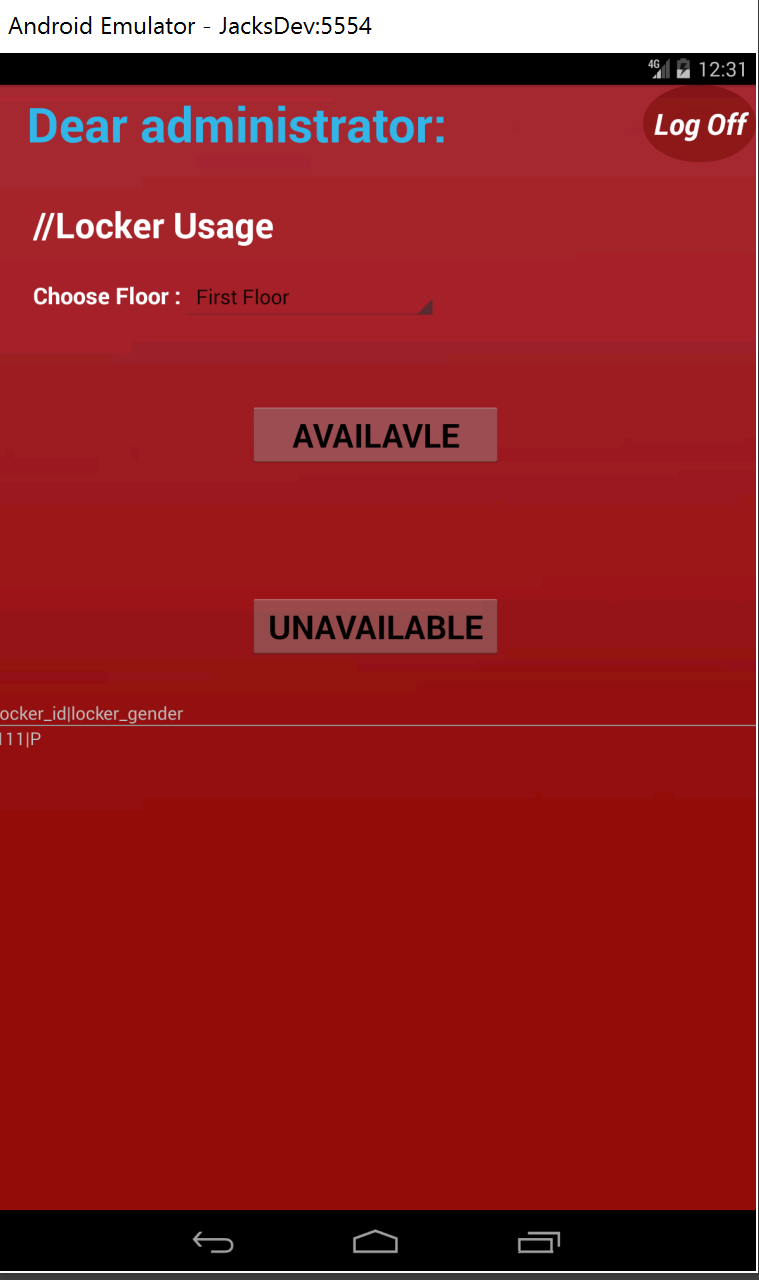 Android Emulator - JacksDev:5554
4G 12:31
Dear administrator:
Log Off
//Locker Usage
Choose Floor : First Floor
AVAILAVLE
UNAVAILABLE
ocker_id|locker_gender
111|P